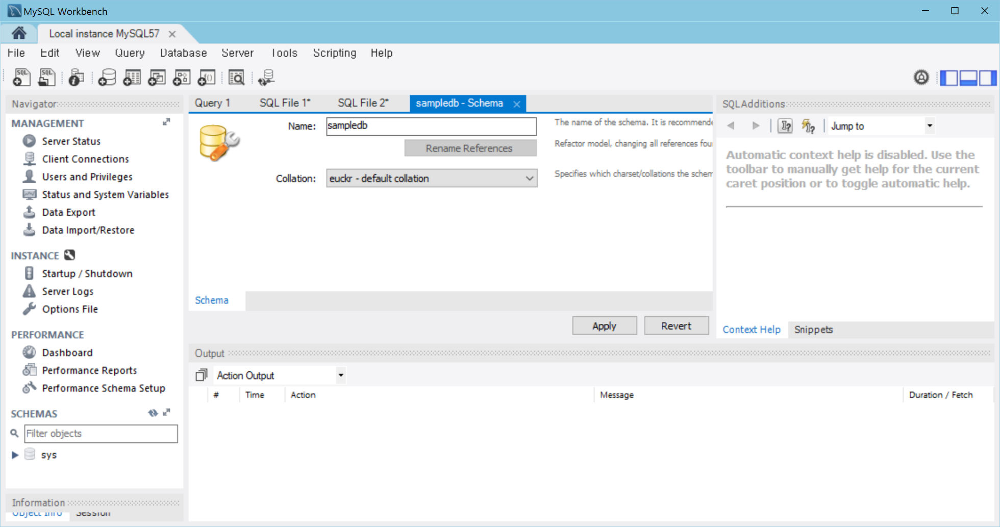 MySQL Workbench
Local instance MySQL57
File Edit View Query Database Server Tools Scripting Help
SQL SQL
Navigator
MANAGEMENT
Server Status
Client Connections
Users and Privileges
Status and System Variables
Data Export
Data Import/Restore
INSTANCE
Startup / Shutdown
Server Logs
Options File
PERFORMANCE
Dashboard
Performance Reports
Performance Schema Setup
SCHEMAS
Filter objects
sys
Information
Object Info Session
Query 1 SQL File 1* SQL File 2* sampledb - Schema
Name: sampledb
The name of the schema. It is recommende
Rename References
Refactor model, changing all references fou
Collation: euckr - default collation
Specifies which charset/collations the schem
Schema
Apply Revert
SQLAdditions
Jump to
Automatic context help is disabled. Use the
toolbar to manually get help for the current
caret position or to toggle automatic help.
Context Help Snippets
Output
Action Output
# Time Action Message Duration / Fetch